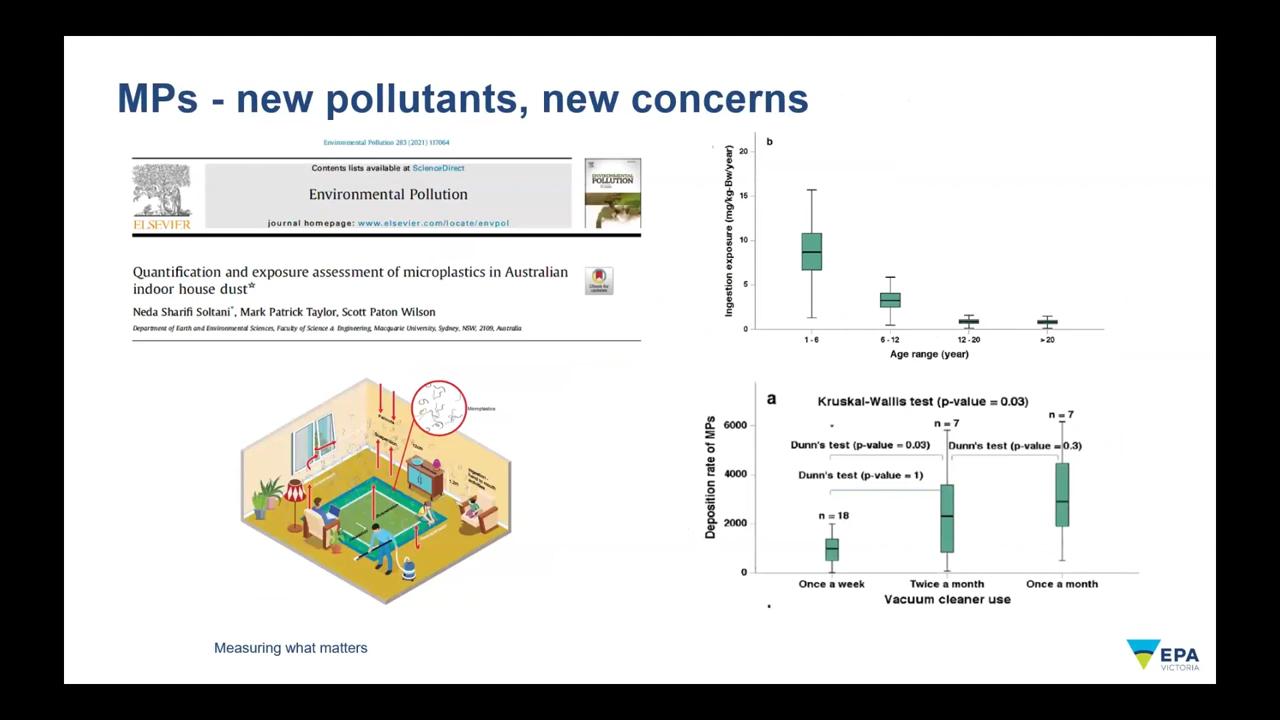 MPs - new pollutants, new concerns
Environmental Pollution 283 (2021) 117064
Contents lists available at ScienceDirect
Environmental Pollution
journal homepage: www.elsevier.com/locate/envpol
ELSEVIER
ENVIRONMENTAL
POLLUTION
Quantification and exposure assessment of microplastics in Australian
indoor house dust☆
Check for
updates
Neda Sharifi Soltani*, Mark Patrick Taylor, Scott Paton Wilson
Department of Earth and Environmental Sciences, Faculty of Science & Engineering, Macquarie University, Sydney, NSW, 2109, Australia
Microplastics
b
Ingestion exposure (mg/kg-Bw/year)
20
15
10
5
0
1 - 6
6 - 12
12 - 20
> 20
Age range (year)
a
Kruskal-Wallis test (p-value = 0.03)
n = 7
n = 7
Dunn's test (p-value = 0.03)
Dunn's test (p-value = 0.3)
Dunn's test (p-value = 1)
n = 18
Deposition rate of MPs
6000
4000
2000
0
Once a week
Twice a month
Once a month
Vacuum cleaner use
Measuring what matters
EPA
VICTORIA